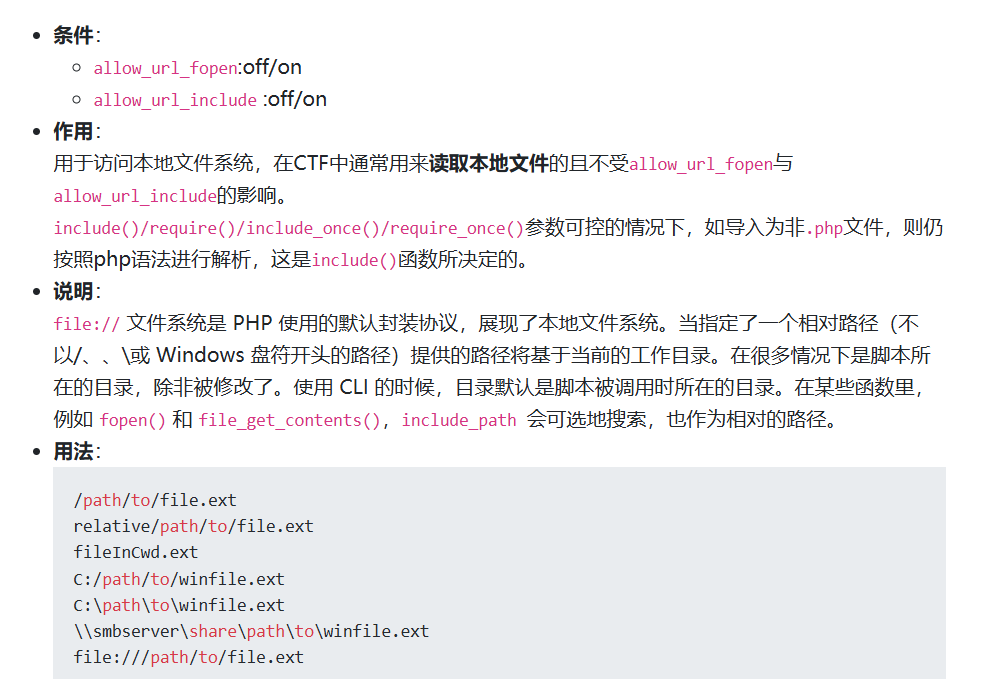 条件：
allow_url_fopen:off/on
allow_url_include :off/on
作用：
用于访问本地文件系统，在CTF中通常用来读取本地文件的且不受allow_url_fopen与
allow_url_include的影响。
include()/require()/include_once()/require_once()参数可控的情况下，如导入为非.php文件，则仍
按照php语法进行解析，这是include()函数所决定的。
说明：
file:// 文件系统是 PHP 使用的默认封装协议，展现了本地文件系统。当指定了一个相对路径（不
以/、、\或 Windows 盘符开头的路径）提供的路径将基于当前的工作目录。在很多情况下是脚本所
在的目录，除非被修改了。使用 CLI 的时候，目录默认是脚本被调用时所在的目录。在某些函数里，
例如 fopen() 和 file_get_contents()，include_path 会可选地搜索，也作为相对的路径。
用法：
/path/to/file.ext
relative/path/to/file.ext
fileInCwd.ext
C:/path/to/winfile.ext
C:\path\to\winfile.ext
\\smbserver\share\path\to\winfile.ext
file:///path/to/file.ext